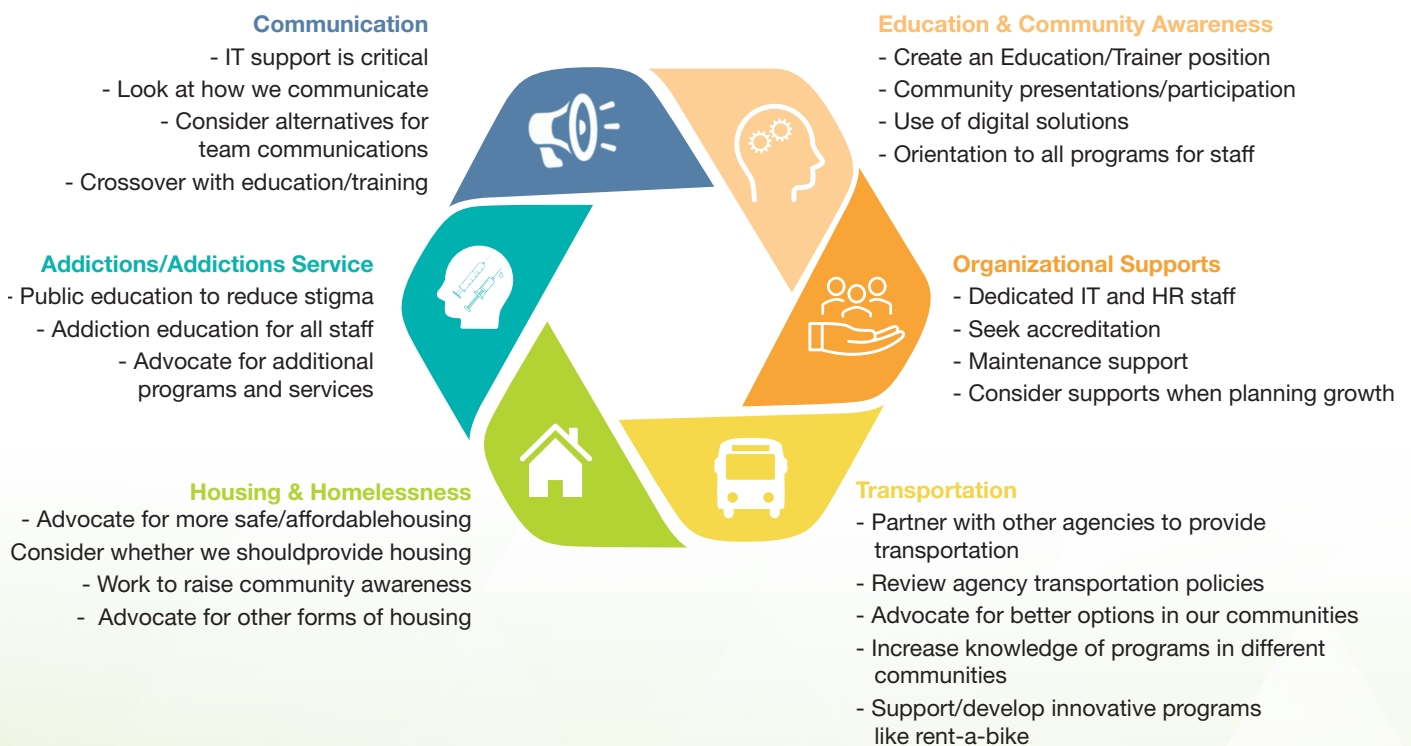 Communication
- IT support is critical
- Look at how we communicate
- Consider alternatives for
team communications
- Crossover with education/training
Education & Community Awareness
- Create an Education/Trainer position
- Community presentations/participation
- Use of digital solutions
- Orientation to all programs for staff
Addictions/Addictions Service
- Public education to reduce stigma
- Addiction education for all staff
- Advocate for additional
programs and services
Organizational Supports
- Dedicated IT and HR staff
- Seek accreditation
- Maintenance support
- Consider supports when planning growth
Housing & Homelessness
- Advocate for more safe/affordablehousing
Consider whether we shouldprovide housing
- Work to raise community awareness
- Advocate for other forms of housing
Transportation
- Partner with other agencies to provide
transportation
- Review agency transportation policies
- Advocate for better options in our communities
- Increase knowledge of programs in different
communities
- Support/develop innovative programs
like rent-a-bike